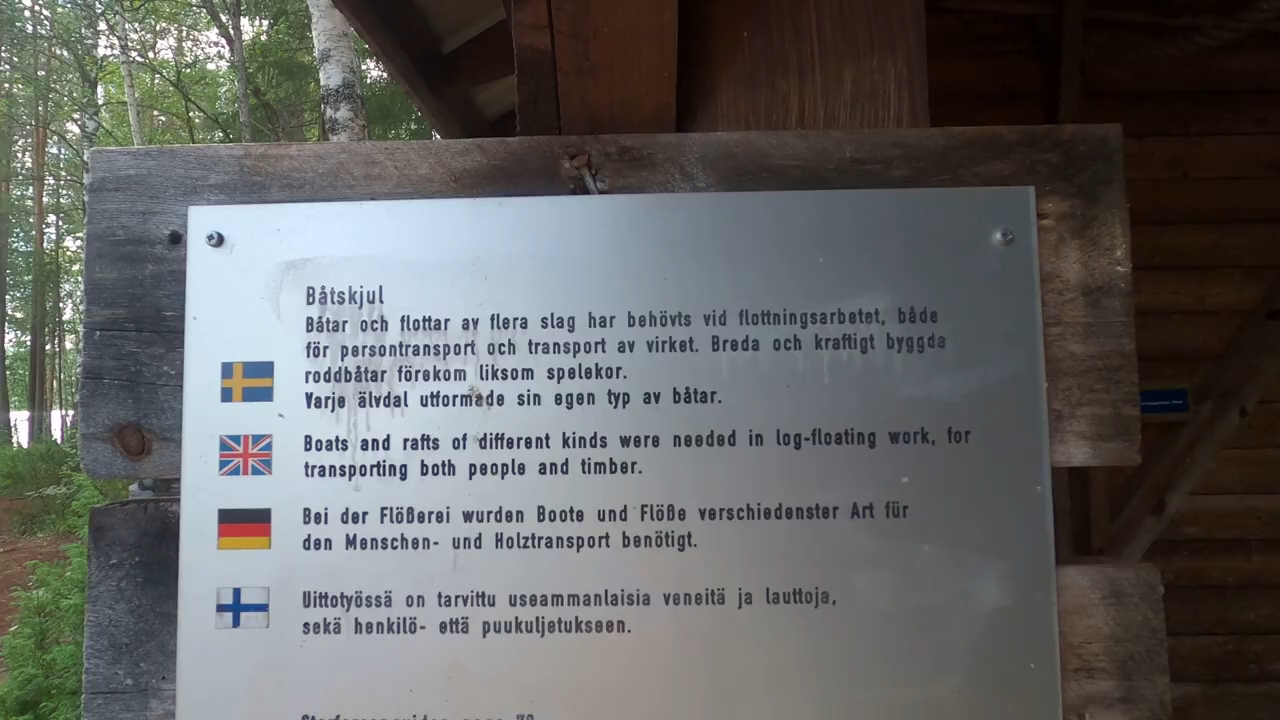 Båtskjul
Båtar och flottar av flera slag har behövts vid flottningsarbetet, både
för persontransport och transport av virket. Breda och kraftigt byggda
roddbåtar förekom liksom spelekor.
Varje älvdal utformade sin egen typ av båtar.
Boats and rafts of different kinds were needed in log-floating work, for
transporting both people and timber.
Bei der Flößerei wurden Boote und Flöße verschiedenster Art für
den Menschen- und Holztransport benötigt.
Uittotyössä on tarvittu useammanlaisia veneitä ja lauttoja,
sekä henkilö- että puukuljetukseen.